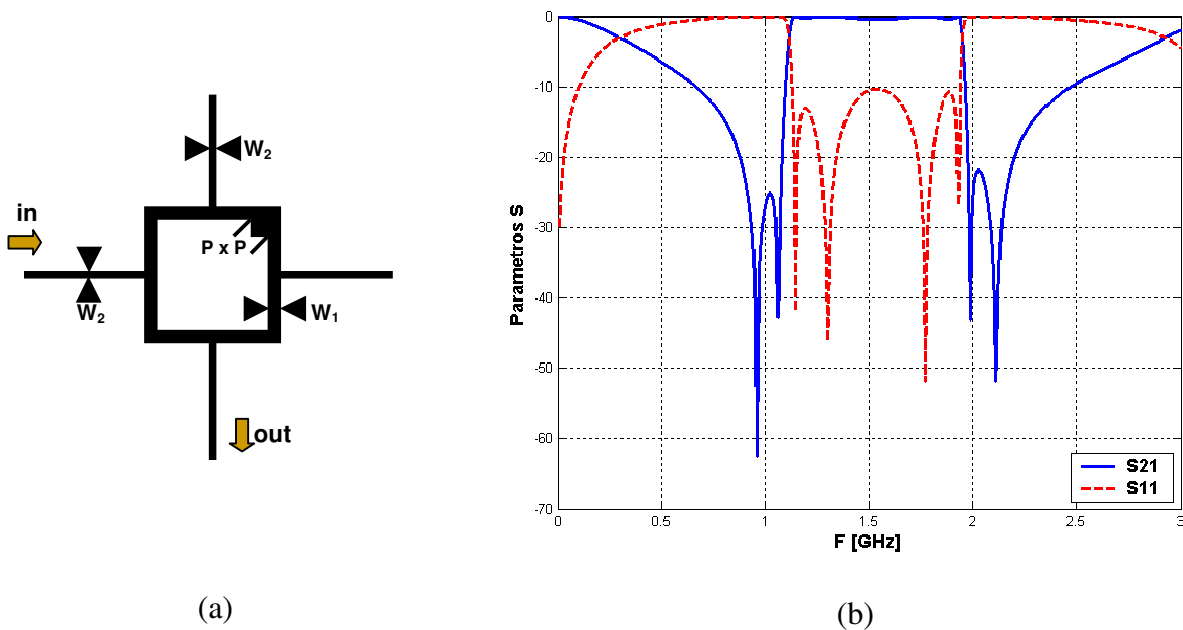 W₂
in
P x P
W₂
W₁
out
(a)
0
-10
-20
-30
-40
-50
-60
-70
Parametros S
0
0.5
1
1.5
2
2.5
3
F [GHz]
S21
S11
(b)